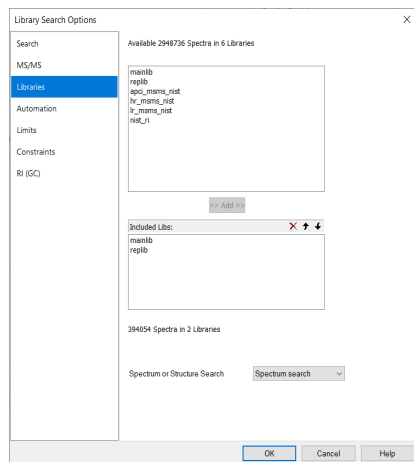 Library Search Options
Search
MS/MS
Libraries
Automation
Limits
Constraints
RI (GC)
Available 2948736 Spectra in 6 Libraries
mainlib
replib
apci_msms_nist
hr_msms_nist
lr_msms_nist
nist_ri
>> Add >>
Included Libs:
mainlib
replib
394054 Spectra in 2 Libraries
Spectrum or Structure Search Spectrum search
OK Cancel Help